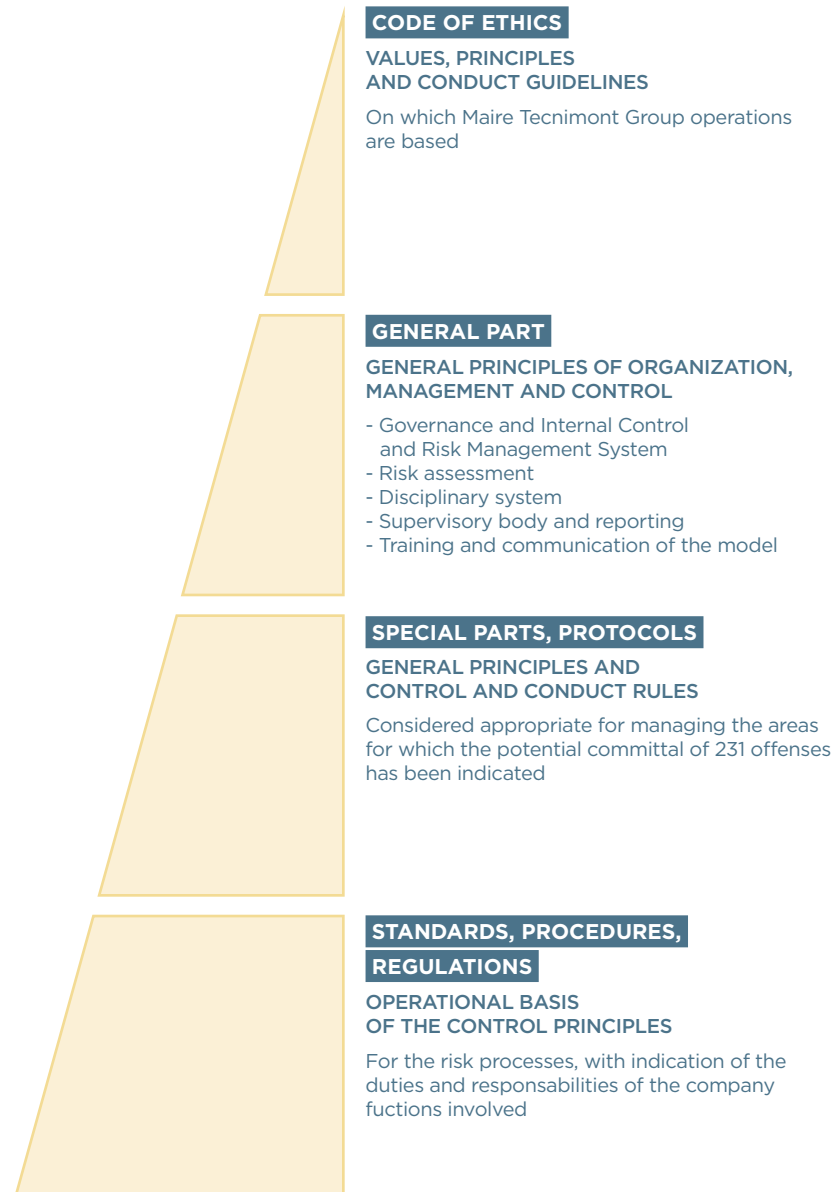 CODE OF ETHICS
VALUES, PRINCIPLES
AND CONDUCT GUIDELINES
On which Maire Tecnimont Group operations
are based
GENERAL PART
GENERAL PRINCIPLES OF ORGANIZATION,
MANAGEMENT AND CONTROL
- Governance and Internal Control
and Risk Management System
- Risk assessment
- Disciplinary system
- Supervisory body and reporting
- Training and communication of the model
SPECIAL PARTS, PROTOCOLS
GENERAL PRINCIPLES AND
CONTROL AND CONDUCT RULES
Considered appropriate for managing the areas
for which the potential committal of 231 offenses
has been indicated
STANDARDS, PROCEDURES,
REGULATIONS
OPERATIONAL BASIS
OF THE CONTROL PRINCIPLES
For the risk processes, with indication of the
duties and responsabilities of the company
fuctions involved